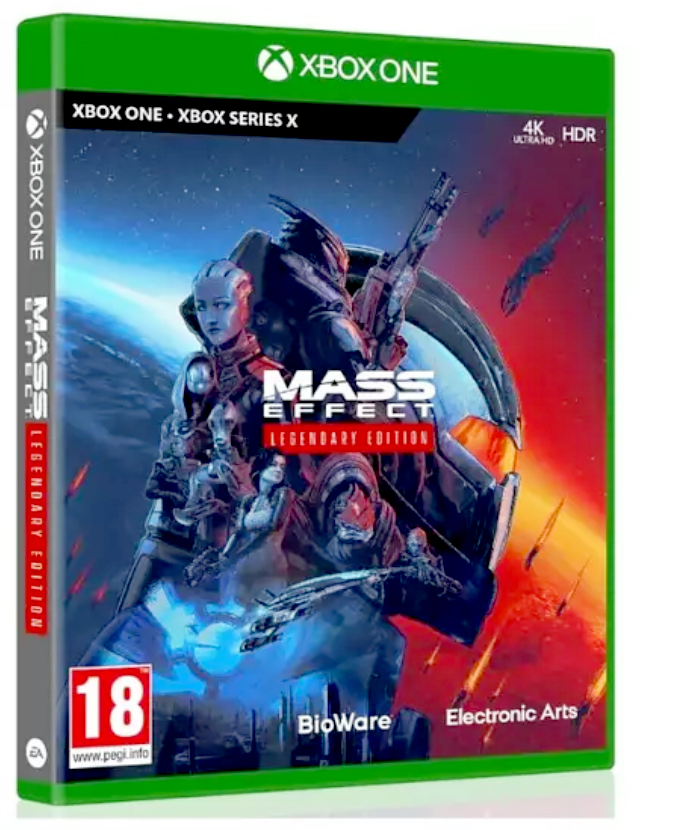 XBOX ONE
XBOX ONE • XBOX SERIES X
4K
ULTRA HD
HDR
XBOX ONE
MASS
EFFECT
LEGENDARY EDITION
MASS
EFFECT
LEGENDARY EDITION
18
™
www.pegi.info
BioWare
Electronic Arts
EA